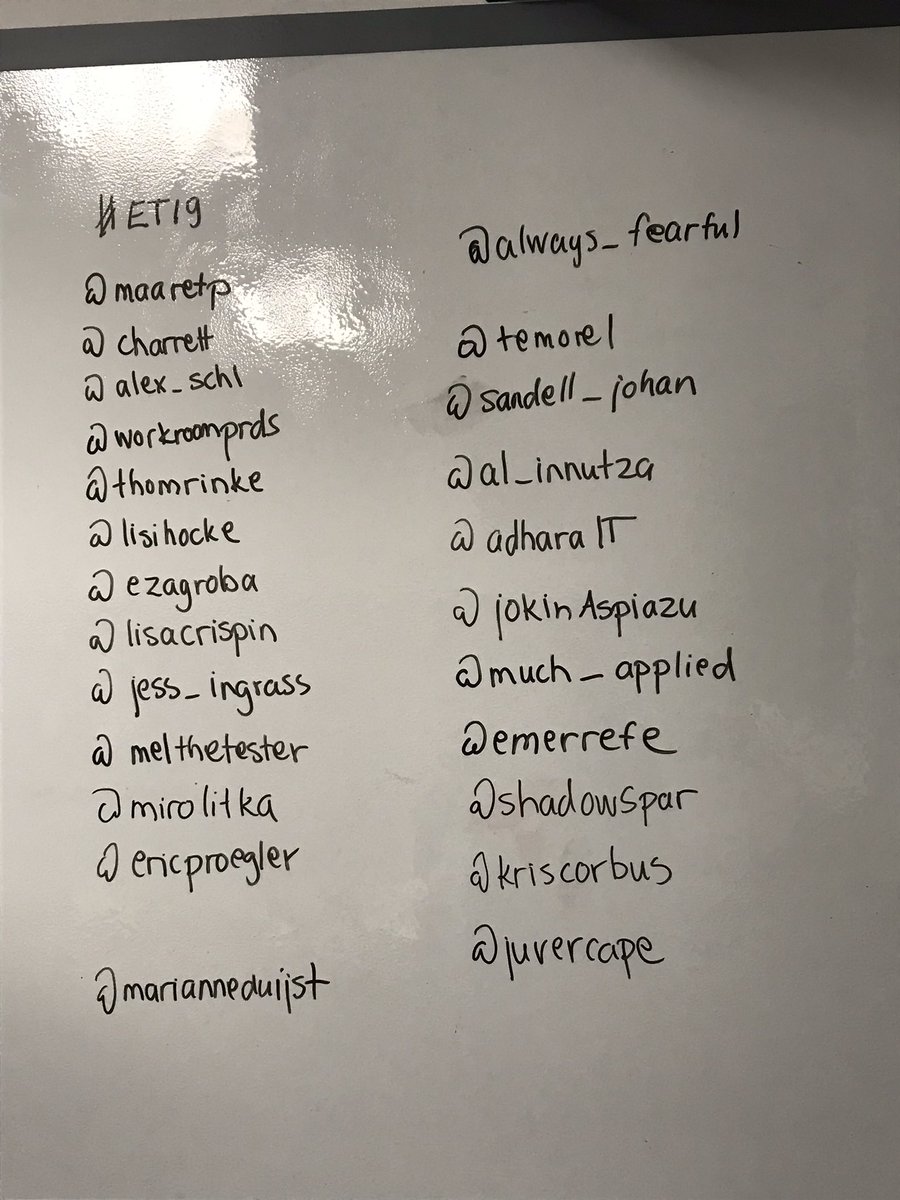 #ET19
@maaretp
@charrett
@alex_schl
@workroomprds
@thomrinke
@lisihocke
@ezagroba
@lisacrispin
@jess_ingrass
@melthetester
@mirolitka
@ericproegler
@marianneduijst
@always_fearful
@temorel
@sandell_johan
@al_innutza
@adharaIT
@jokinAspiazu
@much_applied
@emerrefe
@shadowspar
@kriscorbus
@juvercape